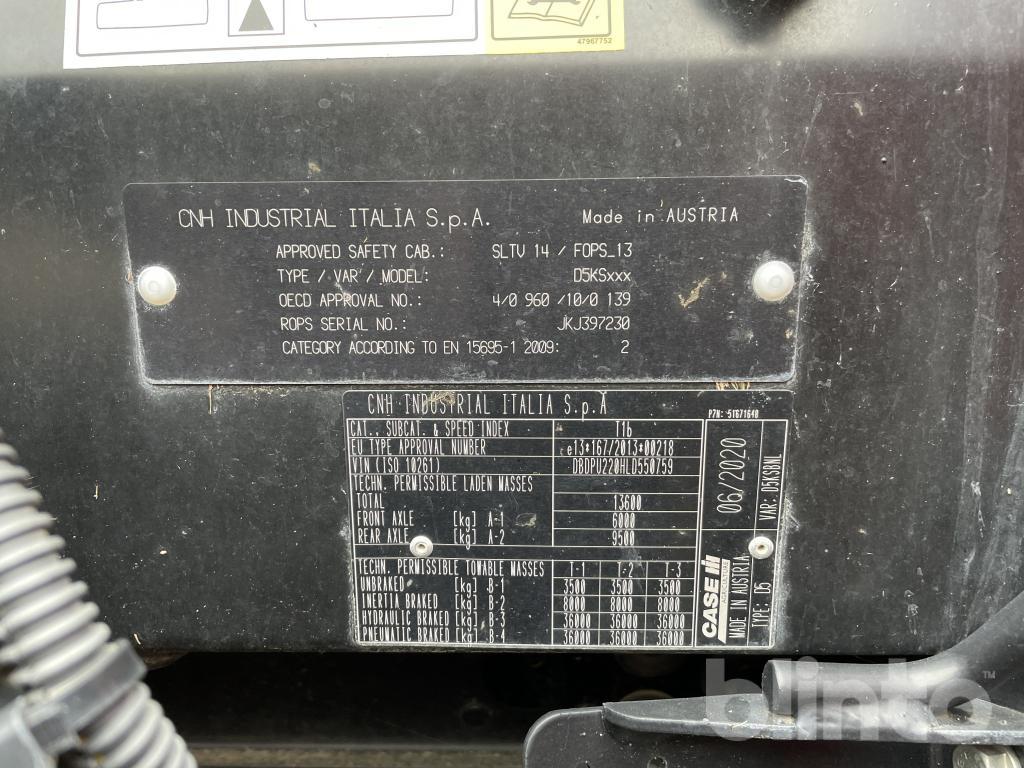 47967752
CNH INDUSTRIAL ITALIA S.p.A. Made in AUSTRIA
APPROVED SAFETY CAB.: SLTV 14 / FOPS_13
TYPE / VAR / MODEL: D5KSxxx
OECD APPROVAL NO.: 4/0 960 /10/0 139
ROPS SERIAL NO.: JKJ397230
CATEGORY ACCORDING TO EN 15695-1 2009: 2
CNH INDUSTRIAL ITALIA S.p.A
P/N: 51671640
CAT., SUBCAT. & SPEED INDEX T1b
EU TYPE APPROVAL NUMBER e13*167/2013*00218
VIN (ISO 10261) DBDPU220HLD550759
TECHN. PERMISSIBLE LADEN MASSES
TOTAL 13600
FRONT AXLE [kg] A-1 6000
REAR AXLE [kg] A-2 9500
TECHN. PERMISSIBLE TOWABLE MASSES T-1 T-2 T-3
UNBRAKED [kg] B-1 3500 3500 3500
INERTIA BRAKED [kg] B-2 8000 8000 8000
HYDRAULIC BRAKED [kg] B-3 36000 36000 36000
PNEUMATIC BRAKED [kg] B-4 36000 36000 36000
CASE IH
MADE IN AUSTRIA
06/2020
TYPE: D5
VAR: D5KSBNL
blinto™